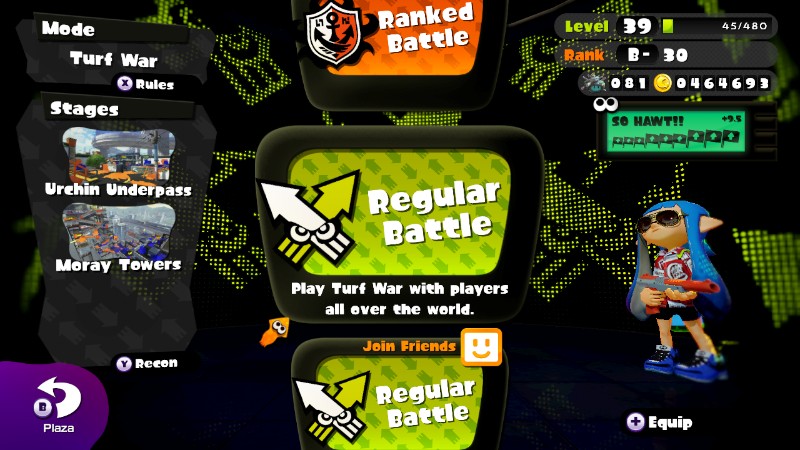 Mode
Turf War
X Rules
Stages
Urchin Underpass
Moray Towers
Y Recon
B
Plaza
Ranked
Battle
Regular
Battle
Play Turf War with players
all over the world.
Join Friends
Regular
Battle
Level 39 45/480
Rank B- 30
081 0464693
SO HAWT!! +9.5
Equip